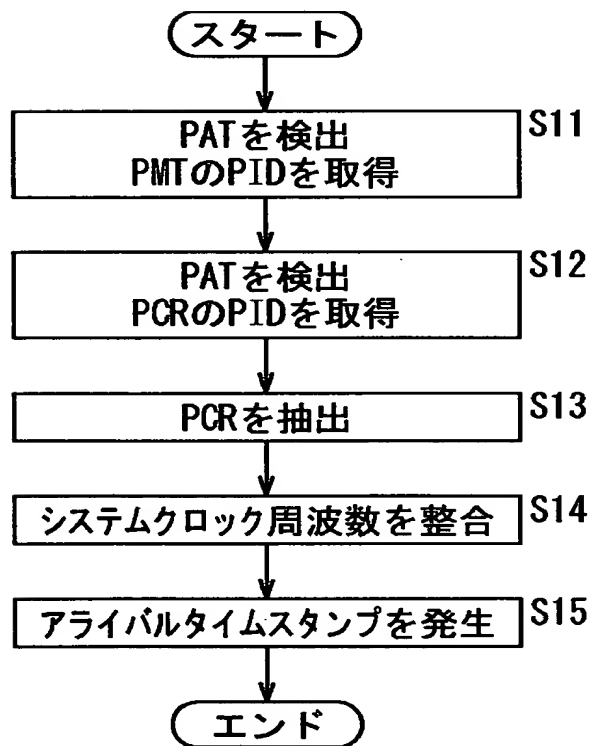 スタート
PATを検出
PMTのPIDを取得
S11
PATを検出
PCRのPIDを取得
S12
PCRを抽出
S13
システムクロック周波数を整合
S14
アライバルタイムスタンプを発生
S15
エンド